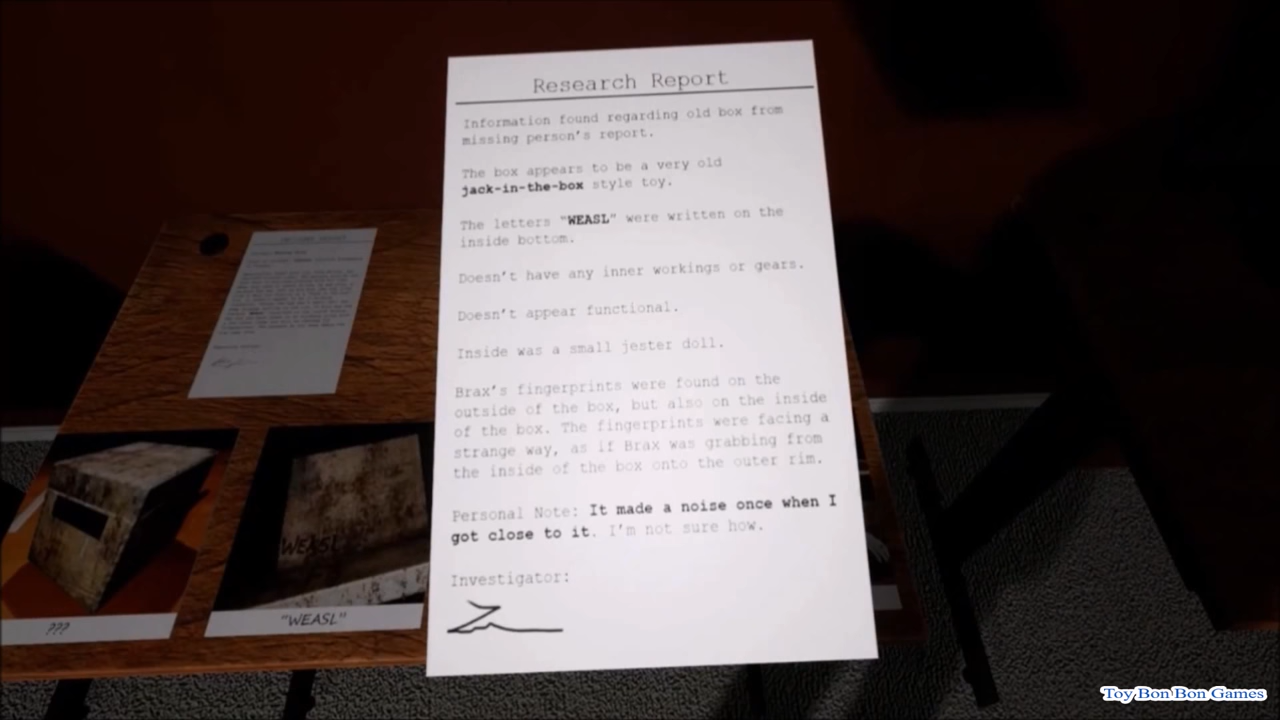 Research Report
Information found regarding old box from
missing person's report.
The box appears to be a very old
jack-in-the-box style toy.
The letters "WEASL" were written on the
inside bottom.
Doesn't have any inner workings or gears.
Doesn't appear functional.
Inside was a small jester doll.
Brax's fingerprints were found on the
outside of the box, but also on the inside
of the box. The fingerprints were facing a
strange way, as if Brax was grabbing from
the inside of the box onto the outer rim.
Personal Note: It made a noise once when I
got close to it. I'm not sure how.
Investigator:
WEASL
???
"WEASL"
Toy Bon Bon Games